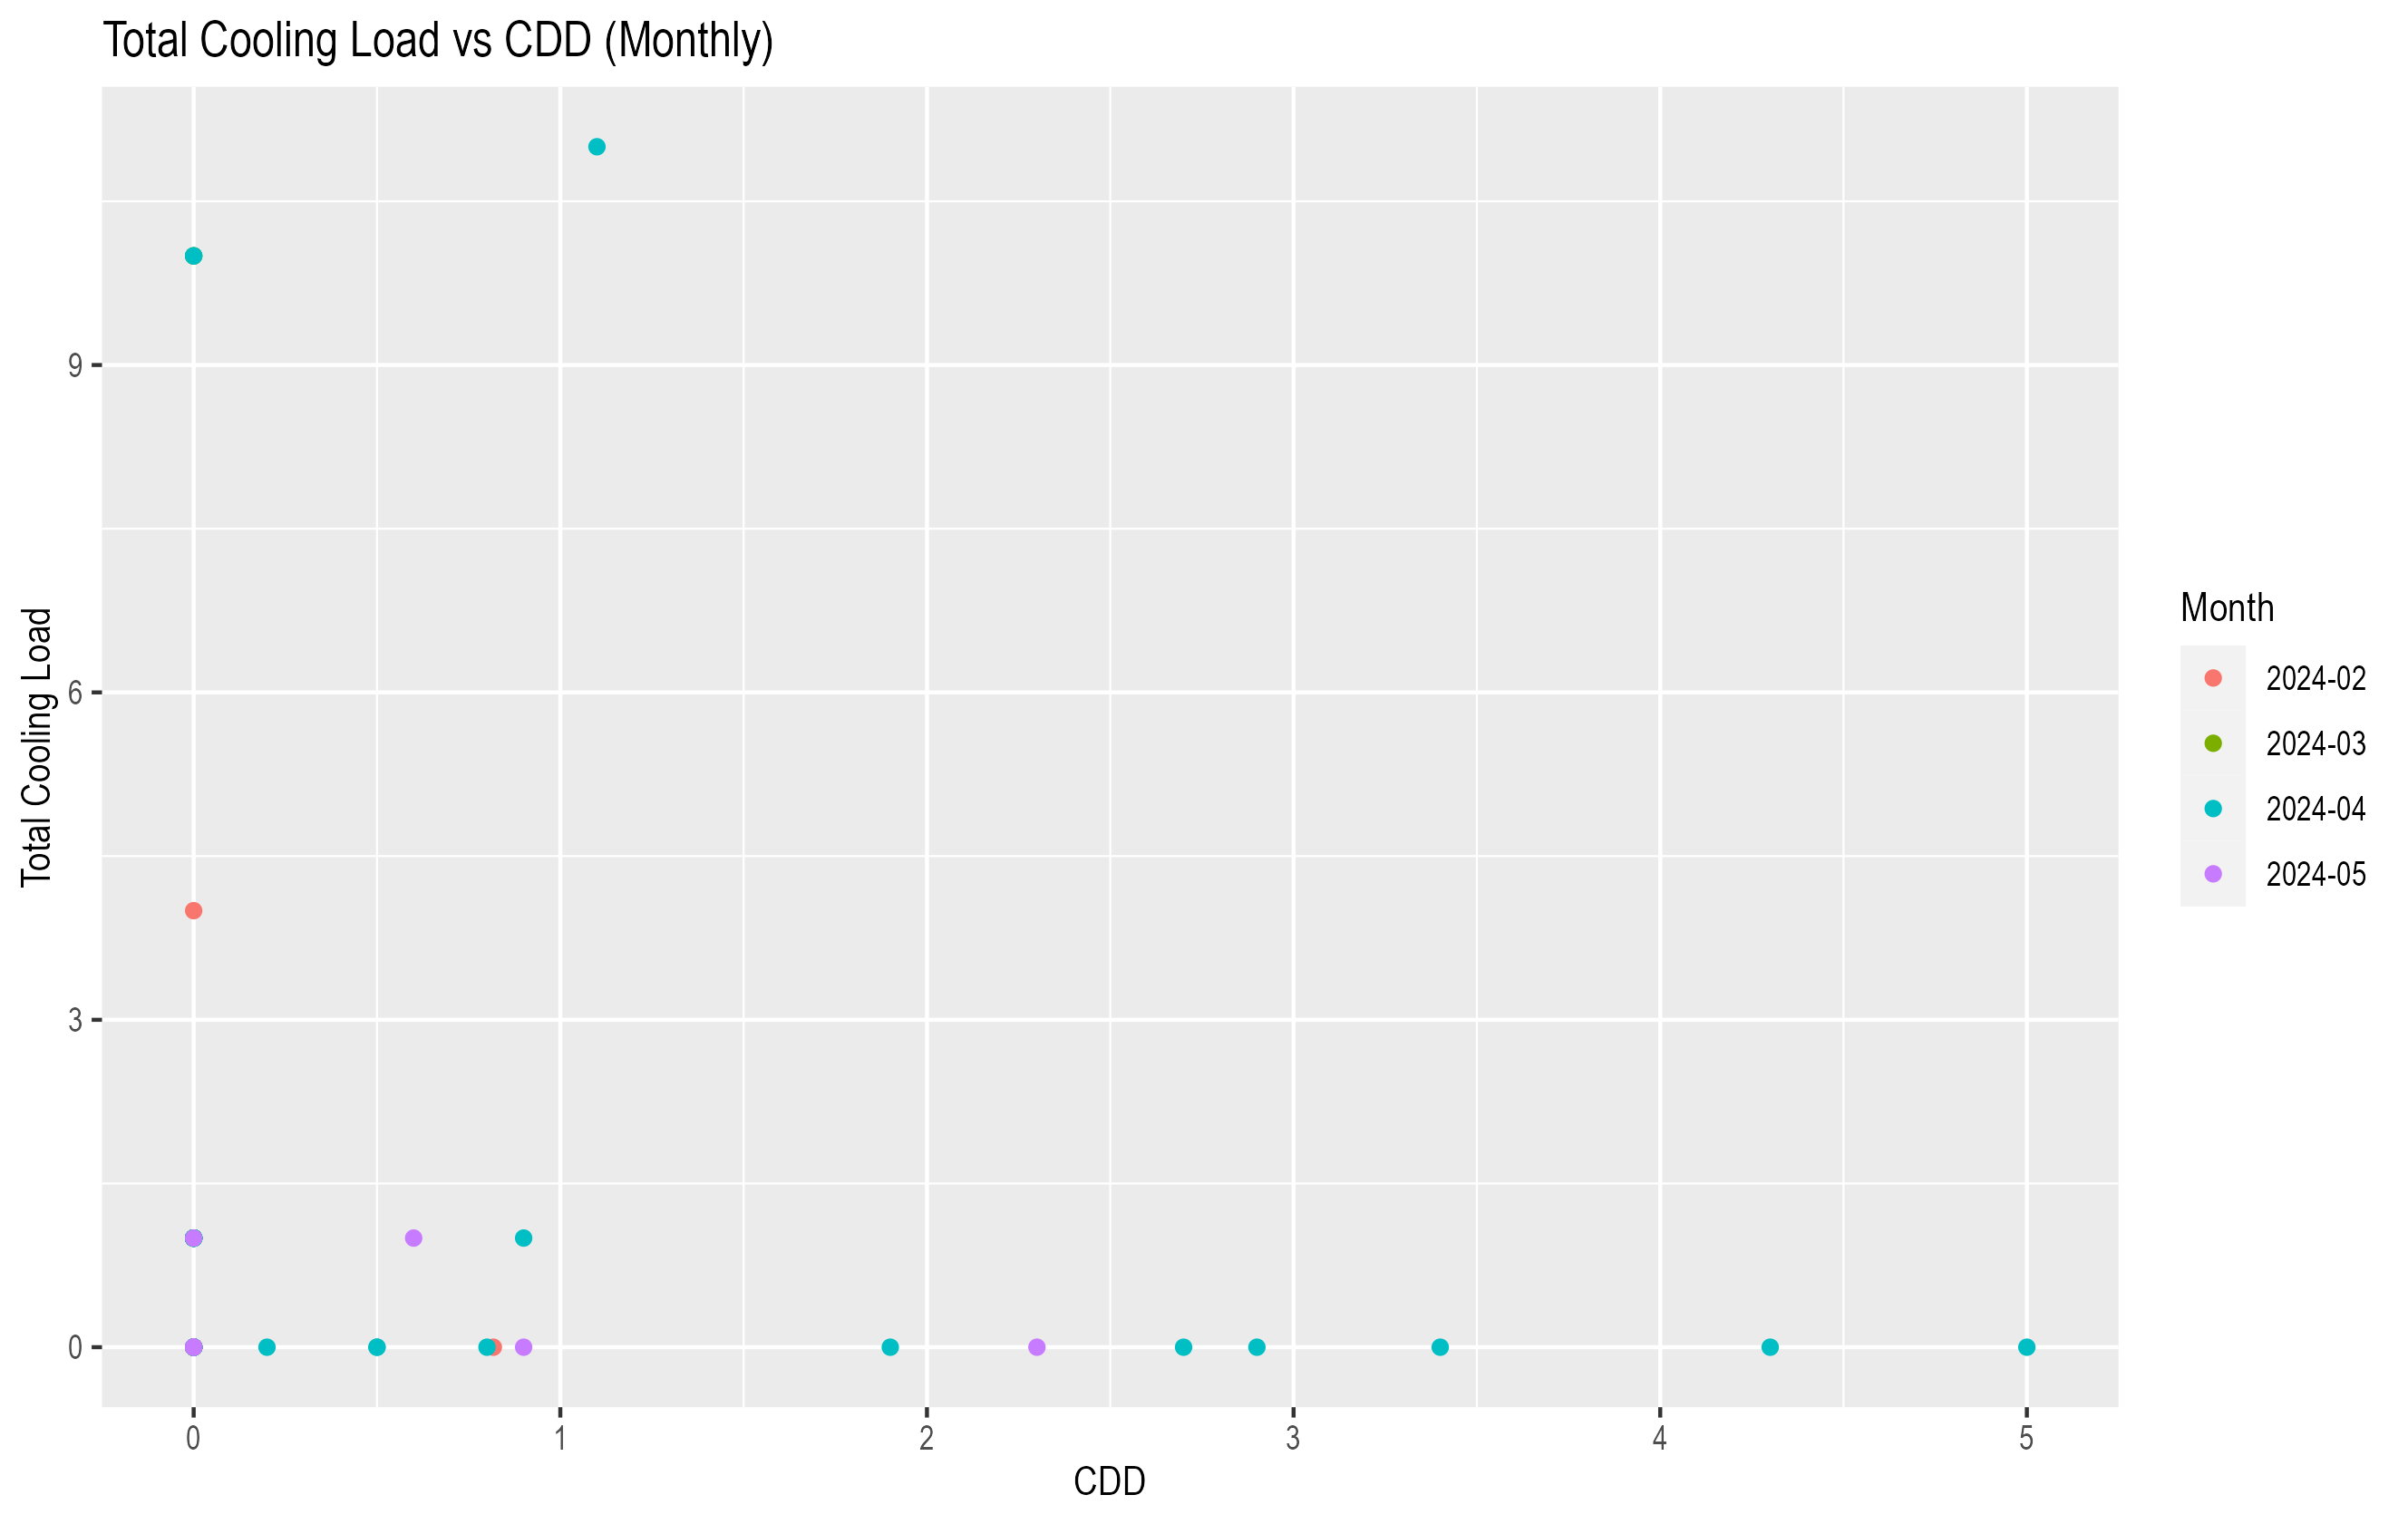 Total Cooling Load vs CDD (Monthly)
Total Cooling Load
9
6
3
0
0 1 2 3 4 5
CDD
Month
2024-02
2024-03
2024-04
2024-05